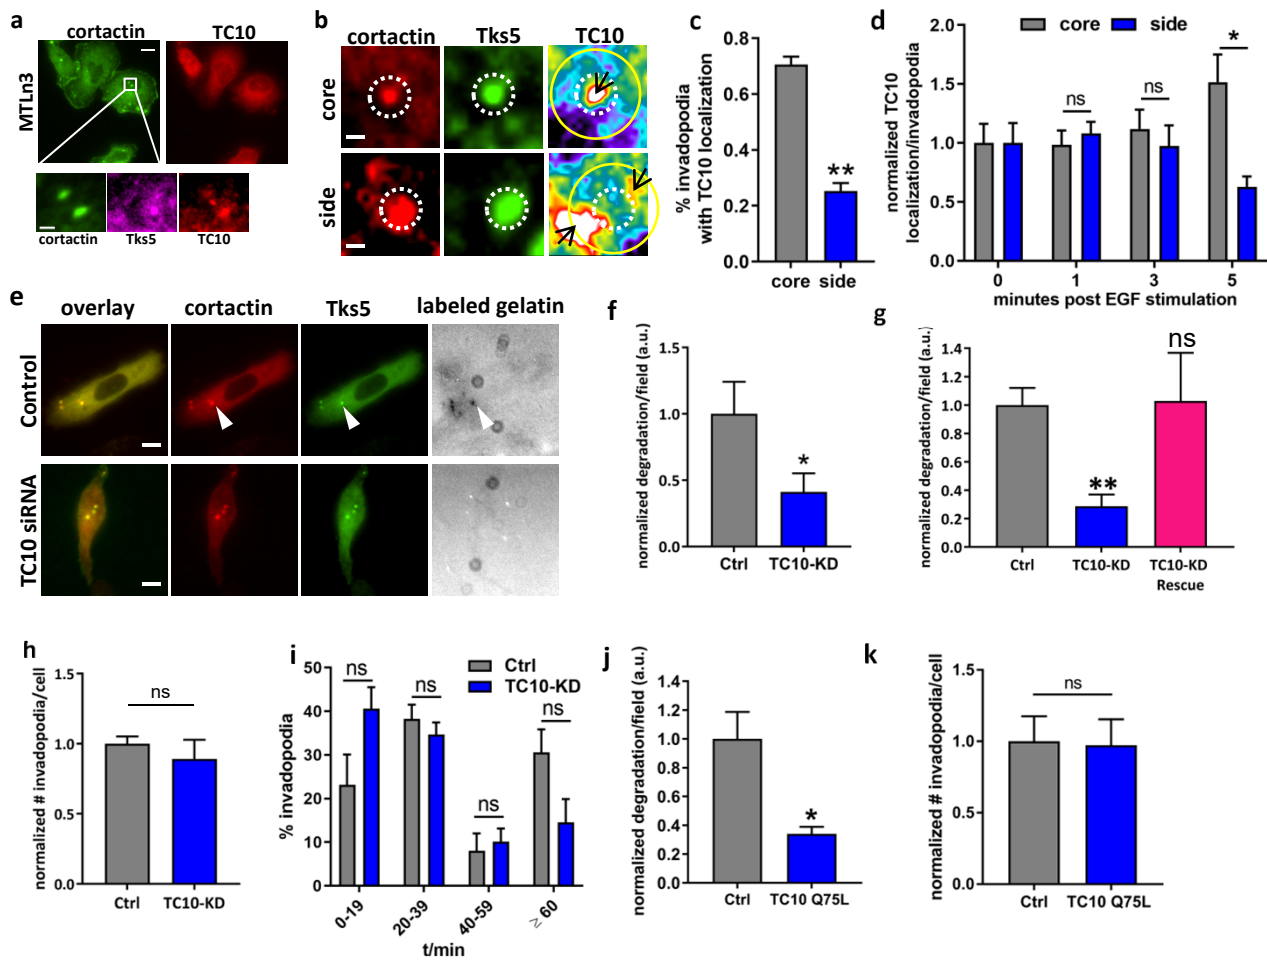 a
cortactin
TC10
MTLn3
cortactin
Tks5
TC10
b
cortactin
Tks5
TC10
core
side
c
% invadopodia
with TC10 localization
0.8
0.6
0.4
0.2
0.0
**
core
side
d
normalized TC10
localization/invadopodia
2.0
1.5
1.0
0.5
0.0
core
side
ns
ns
*
0
1
3
5
minutes post EGF stimulation
e
overlay
cortactin
Tks5
labeled gelatin
Control
TC10 siRNA
f
normalized degradation/field (a.u.)
1.5
1.0
0.5
0.0
*
Ctrl
TC10-KD
g
normalized degradation/field (a.u.)
1.4
1.2
1.0
0.8
0.6
0.4
0.2
0.0
**
ns
Ctrl
TC10-KD
TC10-KD
Rescue
h
normalized # invadopodia/cell
1.5
1.0
0.5
0.0
ns
Ctrl
TC10-KD
i
% invadopodia
50
40
30
20
10
0
Ctrl
TC10-KD
ns
ns
ns
ns
0-19
20-39
40-59
≥ 60
t/min
j
normalized degradation/field (a.u.)
1.4
1.2
1.0
0.8
0.6
0.4
0.2
0.0
*
Ctrl
TC10 Q75L
k
normalized # invadopodia/cell
1.5
1.0
0.5
0.0
ns
Ctrl
TC10 Q75L